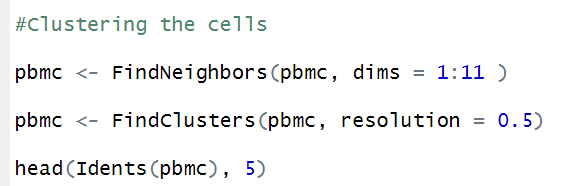 #Clustering the cells
pbmc <- FindNeighbors(pbmc, dims = 1:11 )
pbmc <- FindClusters(pbmc, resolution = 0.5)
head(Idents(pbmc), 5)